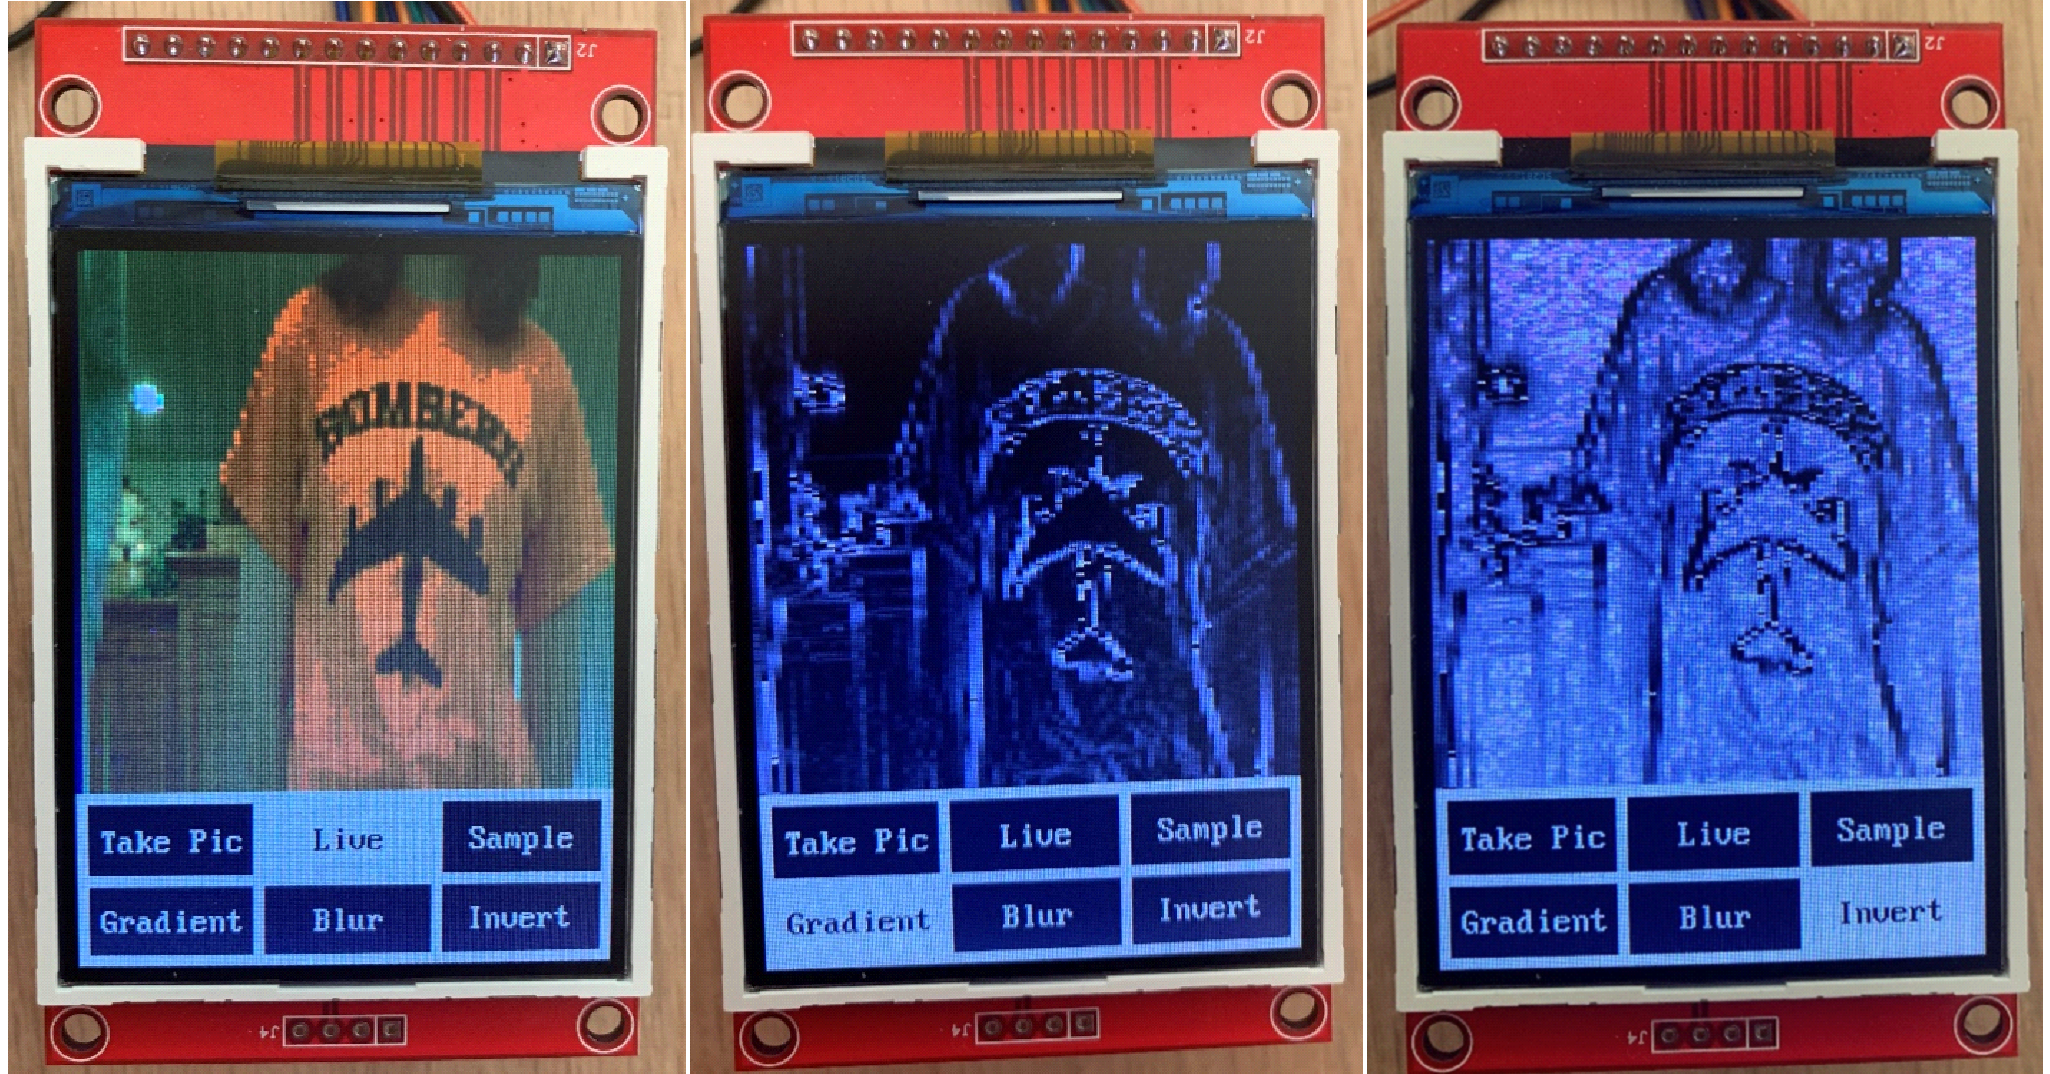 J2
BOMBERS
Take Pic Live Sample
Gradient Blur Invert
J4
J2
Take Pic Live Sample
Gradient Blur Invert
J4
J2
Take Pic Live Sample
Gradient Blur Invert
J4